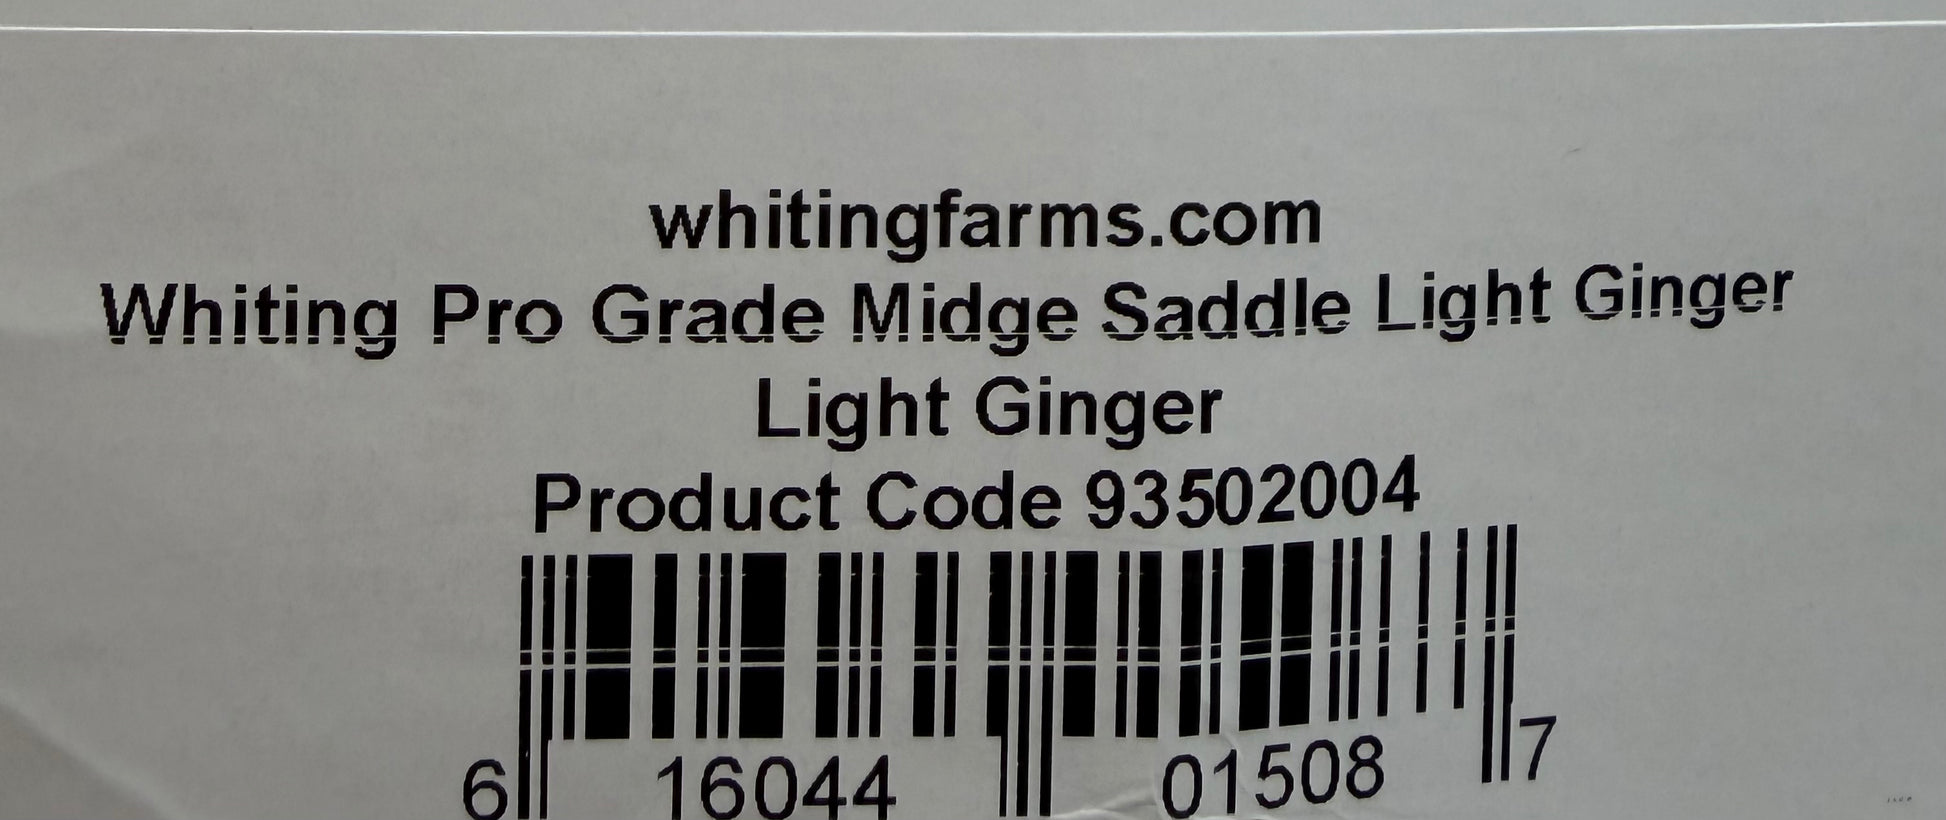 whitingfarms.com
Whiting Pro Grade Midge Saddle Light Ginger
Light Ginger
Product Code 93502004
6 16044 01508 7